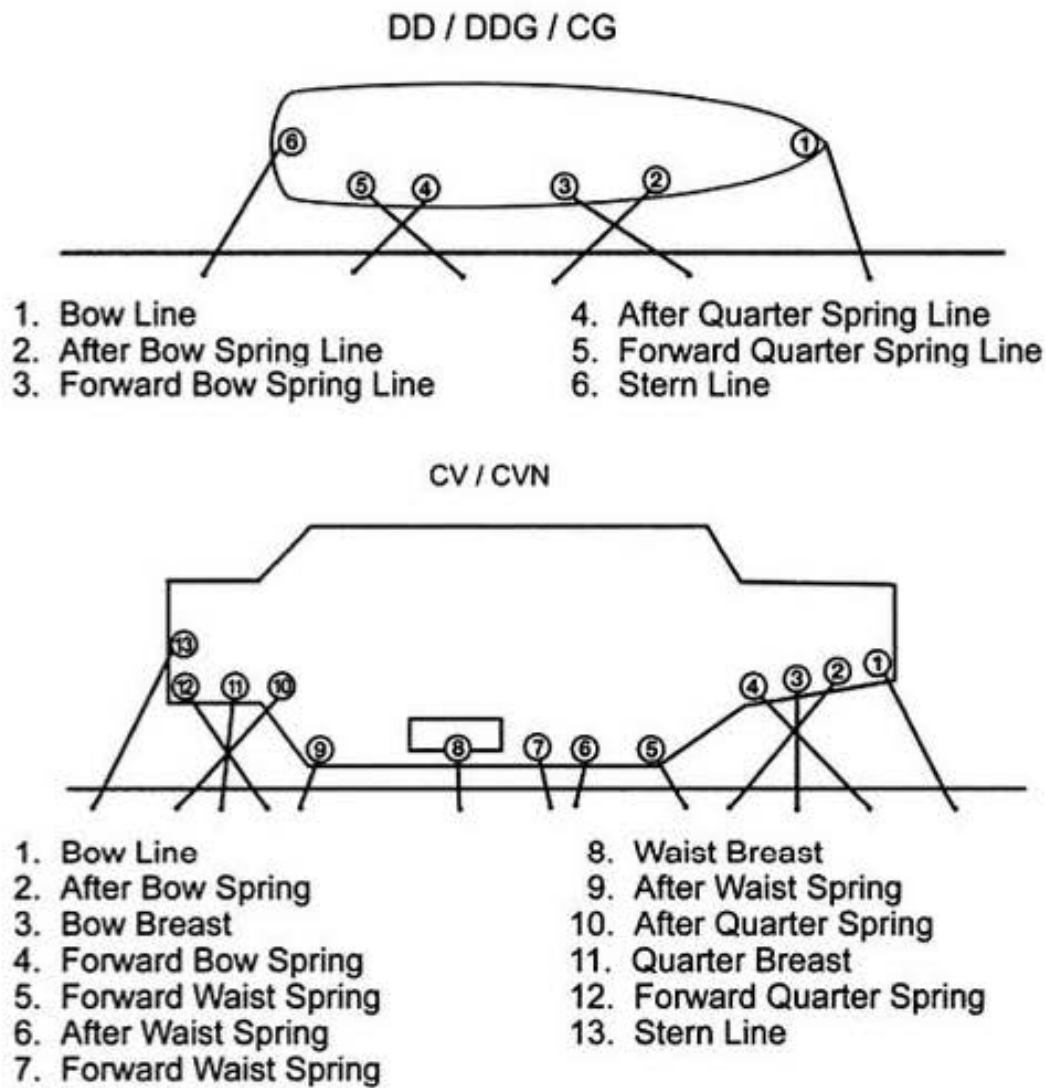 DD / DDG / CG
6
1
5
4
3
2
1. Bow Line
2. After Bow Spring Line
3. Forward Bow Spring Line
4. After Quarter Spring Line
5. Forward Quarter Spring Line
6. Stern Line
CV / CVN
13
12
11
10
9
8
7
6
5
4
3
2
1
1. Bow Line
2. After Bow Spring
3. Bow Breast
4. Forward Bow Spring
5. Forward Waist Spring
6. After Waist Spring
7. Forward Waist Spring
8. Waist Breast
9. After Waist Spring
10. After Quarter Spring
11. Quarter Breast
12. Forward Quarter Spring
13. Stern Line